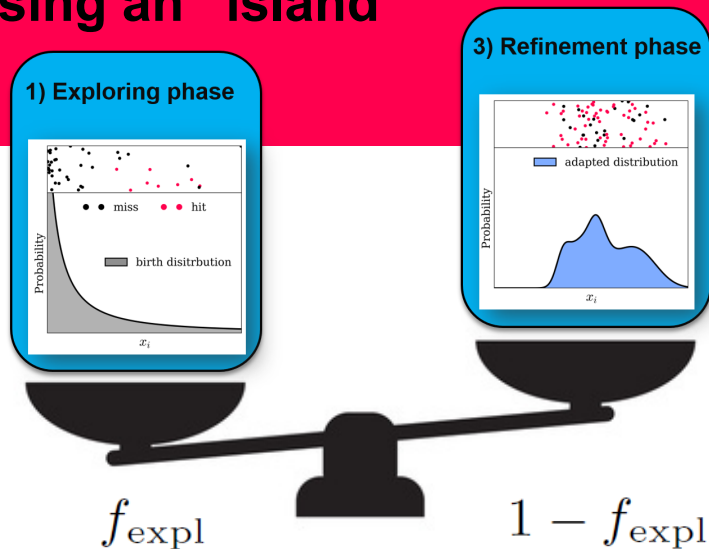 sing an "Island
1) Exploring phase
miss
hit
birth disitrbution
Probability
x_i
3) Refinement phase
adapted distribution
Probability
x_i
f_expl
1 − f_expl